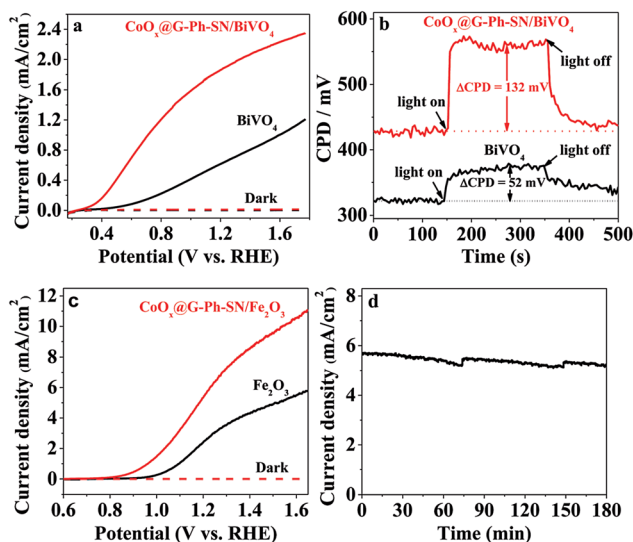 a
CoOₓ@G-Ph-SN/BiVO₄
BiVO₄
Dark
Current density (mA/cm²)
2.4
2.0
1.6
1.2
0.8
0.4
0.0
0.4 0.8 1.2 1.6
Potential (V vs. RHE)
b
CoOₓ@G-Ph-SN/BiVO₄
light on
light off
ΔCPD = 132 mV
BiVO₄
light on
light off
ΔCPD = 52 mV
CPD / mV
600
500
400
300
0 100 200 300 400 500
Time (s)
c
CoOₓ@G-Ph-SN/Fe₂O₃
Fe₂O₃
Dark
Current density (mA/cm²)
12
10
8
6
4
2
0
0.6 0.8 1.0 1.2 1.4 1.6
Potential (V vs. RHE)
d
Current density (mA/cm²)
8
6
4
2
0
0 30 60 90 120 150 180
Time (min)